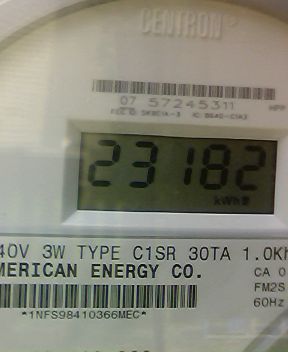 CENTRON®
07 57245311
23182
kWh
40V 3W TYPE C1SR 30TA 1.0Kh
MERICAN ENERGY CO.
CA 0
FM2S
60Hz
*1NFS98410366MEC*